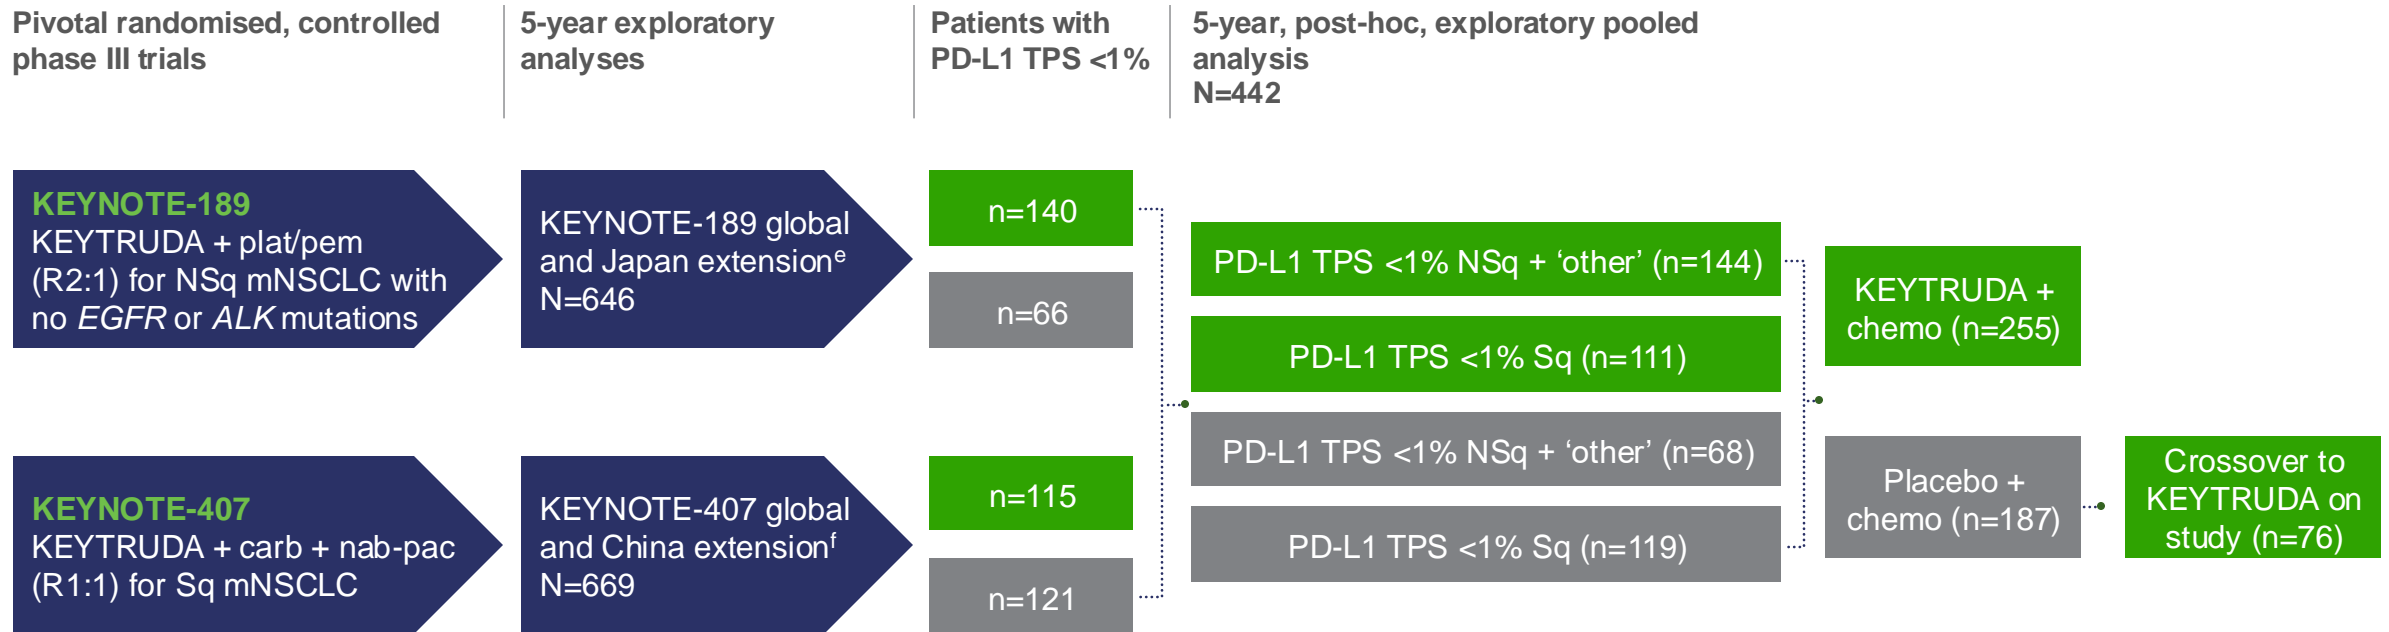 Pivotal randomised, controlled
phase III trials
5-year exploratory
analyses
Patients with
PD-L1 TPS <1%
5-year, post-hoc, exploratory pooled
analysis
N=442
KEYNOTE-189
KEYTRUDA + plat/pem
(R2:1) for NSq mNSCLC with
no EGFR or ALK mutations
KEYNOTE-189 global
and Japan extensionᵉ
N=646
n=140
n=66
KEYNOTE-407
KEYTRUDA + carb + nab-pac
(R1:1) for Sq mNSCLC
KEYNOTE-407 global
and China extensionᶠ
N=669
n=115
n=121
PD-L1 TPS <1% NSq + ‘other’ (n=144)
PD-L1 TPS <1% Sq (n=111)
PD-L1 TPS <1% NSq + ‘other’ (n=68)
PD-L1 TPS <1% Sq (n=119)
KEYTRUDA +
chemo (n=255)
Placebo +
chemo (n=187)
Crossover to
KEYTRUDA on
study (n=76)